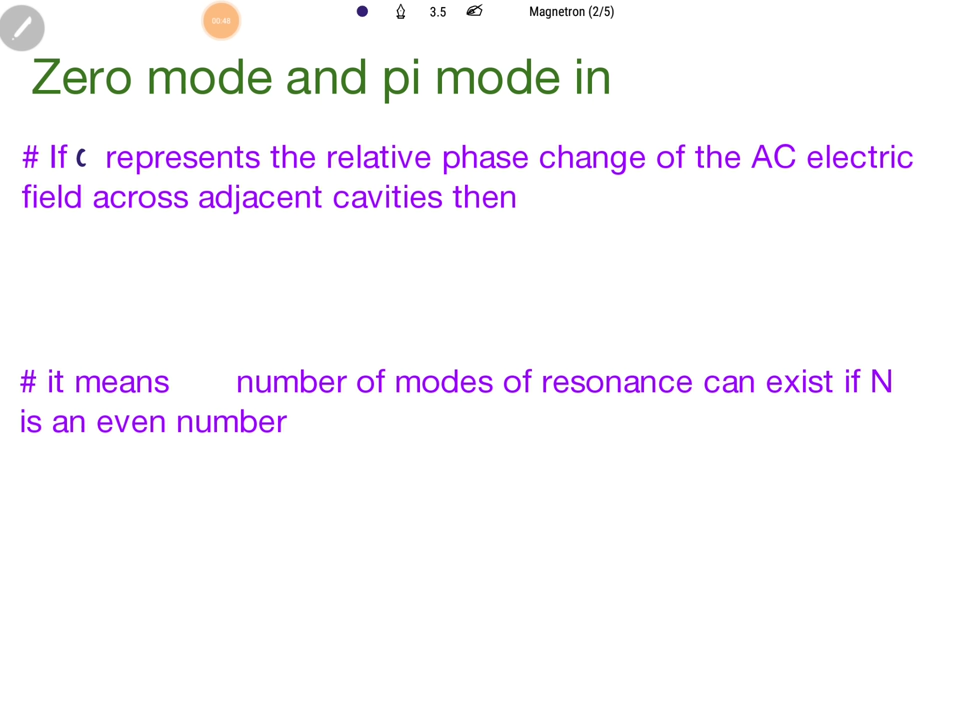 00:46
3.5
Magnetron (2/5)
Zero mode and pi mode in
# If represents the relative phase change of the AC electric
field across adjacent cavities then
# it means number of modes of resonance can exist if N
is an even number